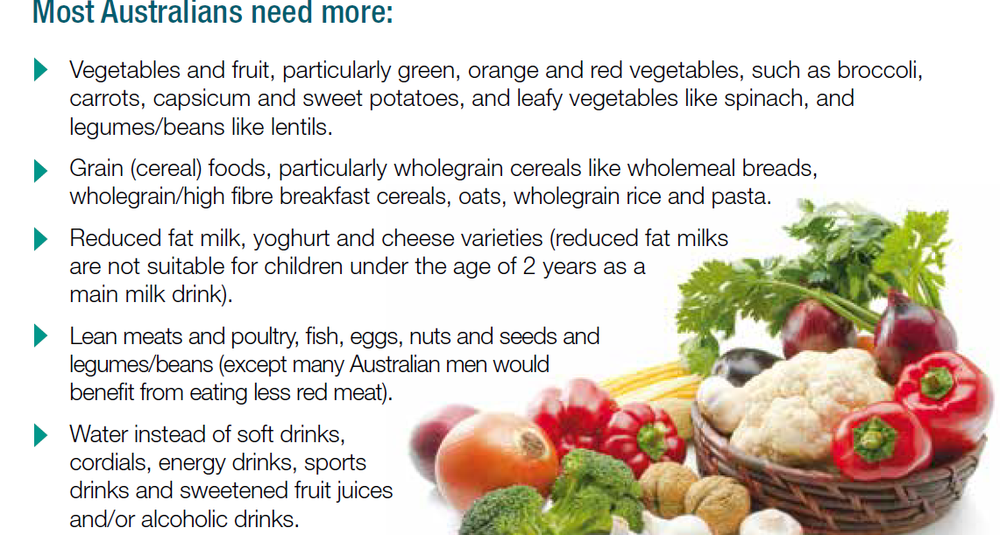 Most Australians need more:
Vegetables and fruit, particularly green, orange and red vegetables, such as broccoli,
carrots, capsicum and sweet potatoes, and leafy vegetables like spinach, and
legumes/beans like lentils.
Grain (cereal) foods, particularly wholegrain cereals like wholemeal breads,
wholegrain/high fibre breakfast cereals, oats, wholegrain rice and pasta.
Reduced fat milk, yoghurt and cheese varieties (reduced fat milks
are not suitable for children under the age of 2 years as a
main milk drink).
Lean meats and poultry, fish, eggs, nuts and seeds and
legumes/beans (except many Australian men would
benefit from eating less red meat).
Water instead of soft drinks,
cordials, energy drinks, sports
drinks and sweetened fruit juices
and/or alcoholic drinks.